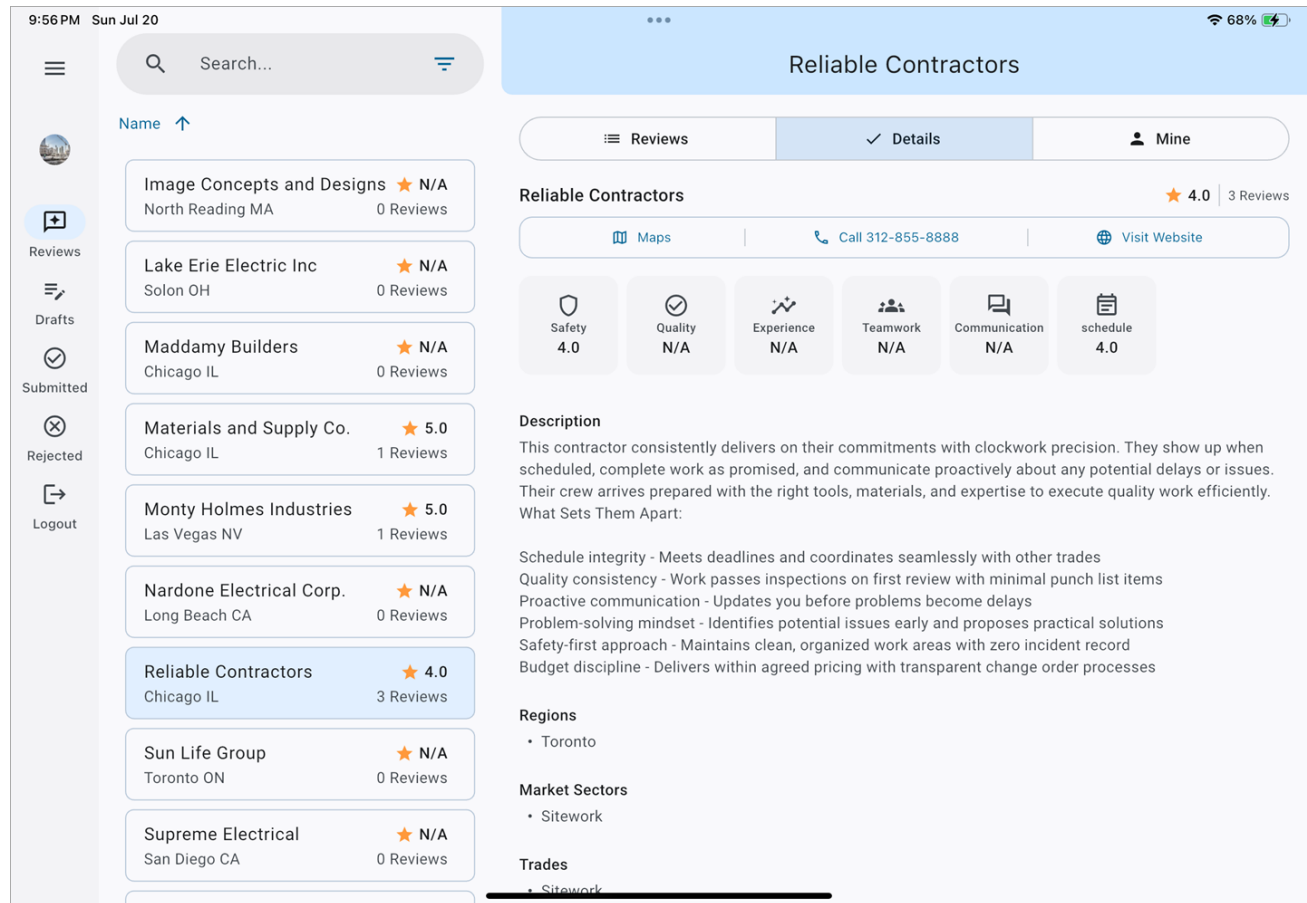 9:56 PM Sun Jul 20
68%
Search...
Name
Reviews
Drafts
Submitted
Rejected
Logout
Image Concepts and Designs N/A
North Reading MA 0 Reviews
Lake Erie Electric Inc N/A
Solon OH 0 Reviews
Maddamy Builders N/A
Chicago IL 0 Reviews
Materials and Supply Co. 5.0
Chicago IL 1 Reviews
Monty Holmes Industries 5.0
Las Vegas NV 1 Reviews
Nardone Electrical Corp. N/A
Long Beach CA 0 Reviews
Reliable Contractors 4.0
Chicago IL 3 Reviews
Sun Life Group N/A
Toronto ON 0 Reviews
Supreme Electrical N/A
San Diego CA 0 Reviews
Reliable Contractors
Reviews Details Mine
Reliable Contractors 4.0 3 Reviews
Maps Call 312-855-8888 Visit Website
Safety Quality Experience Teamwork Communication schedule
4.0 N/A N/A N/A N/A 4.0
Description
This contractor consistently delivers on their commitments with clockwork precision. They show up when
scheduled, complete work as promised, and communicate proactively about any potential delays or issues.
Their crew arrives prepared with the right tools, materials, and expertise to execute quality work efficiently.
What Sets Them Apart:
Schedule integrity - Meets deadlines and coordinates seamlessly with other trades
Quality consistency - Work passes inspections on first review with minimal punch list items
Proactive communication - Updates you before problems become delays
Problem-solving mindset - Identifies potential issues early and proposes practical solutions
Safety-first approach - Maintains clean, organized work areas with zero incident record
Budget discipline - Delivers within agreed pricing with transparent change order processes
Regions
• Toronto
Market Sectors
• Sitework
Trades
• Sitework